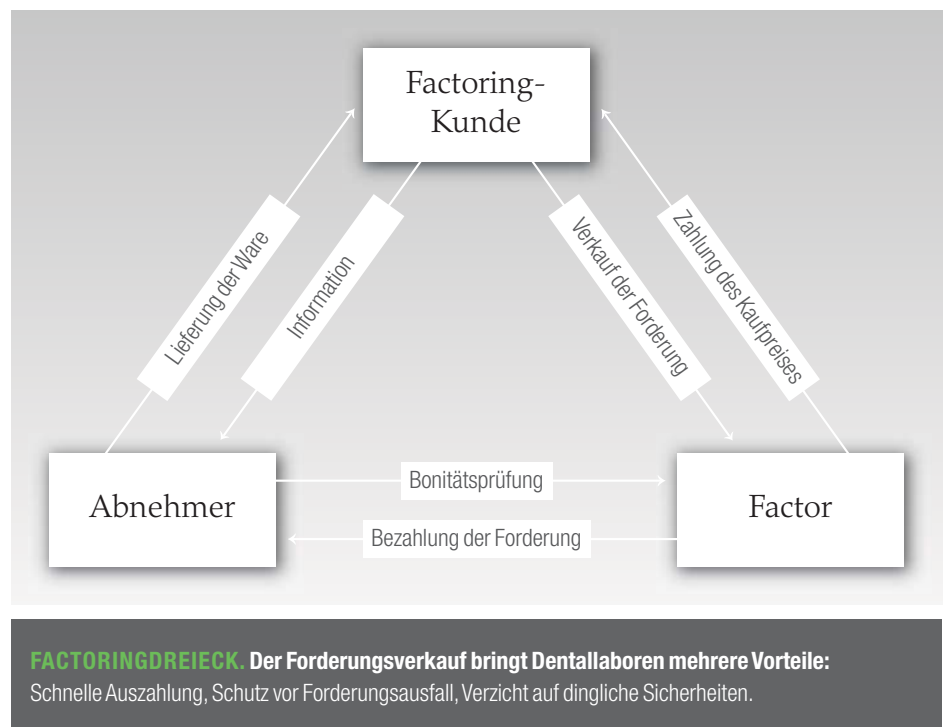 Factoring-
Kunde
Lieferung der Ware
Information
Verkauf der Forderung
Zahlung des Kaufpreises
Abnehmer
Bonitätsprüfung
Bezahlung der Forderung
Factor
FACTORINGDREIECK. Der Forderungsverkauf bringt Dentallaboren mehrere Vorteile:
Schnelle Auszahlung, Schutz vor Forderungsausfall, Verzicht auf dingliche Sicherheiten.